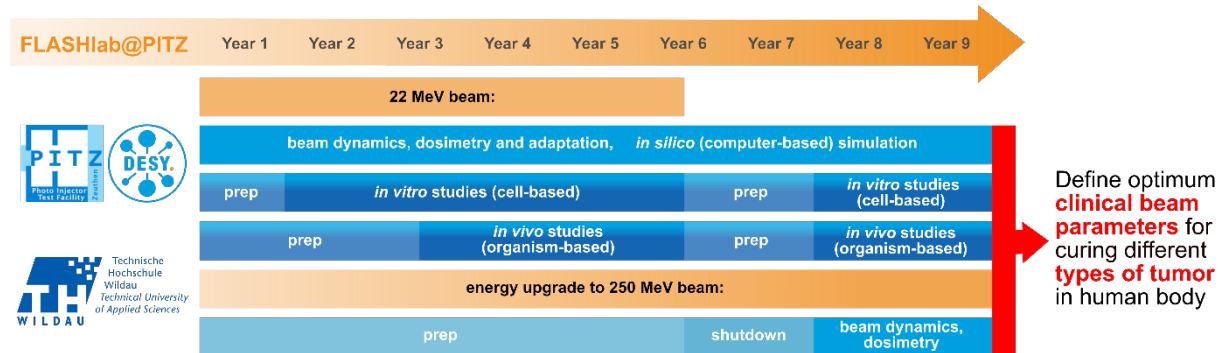 FLASHlab@PITZ Year 1 Year 2 Year 3 Year 4 Year 5 Year 6 Year 7 Year 8 Year 9
22 MeV beam:
beam dynamics, dosimetry and adaptation, in silico (computer-based) simulation
PITZ
Photo Injector
Test Facility
Zeuthen
DESY.
prep in vitro studies (cell-based) prep in vitro studies
(cell-based)
prep in vivo studies
(organism-based) prep in vivo studies
(organism-based)
Technische
Hochschule
Wildau
Technical University
of Applied Sciences
TH
WILDAU
energy upgrade to 250 MeV beam:
prep shutdown beam dynamics,
dosimetry
Define optimum
clinical beam
parameters for
curing different
types of tumor
in human body